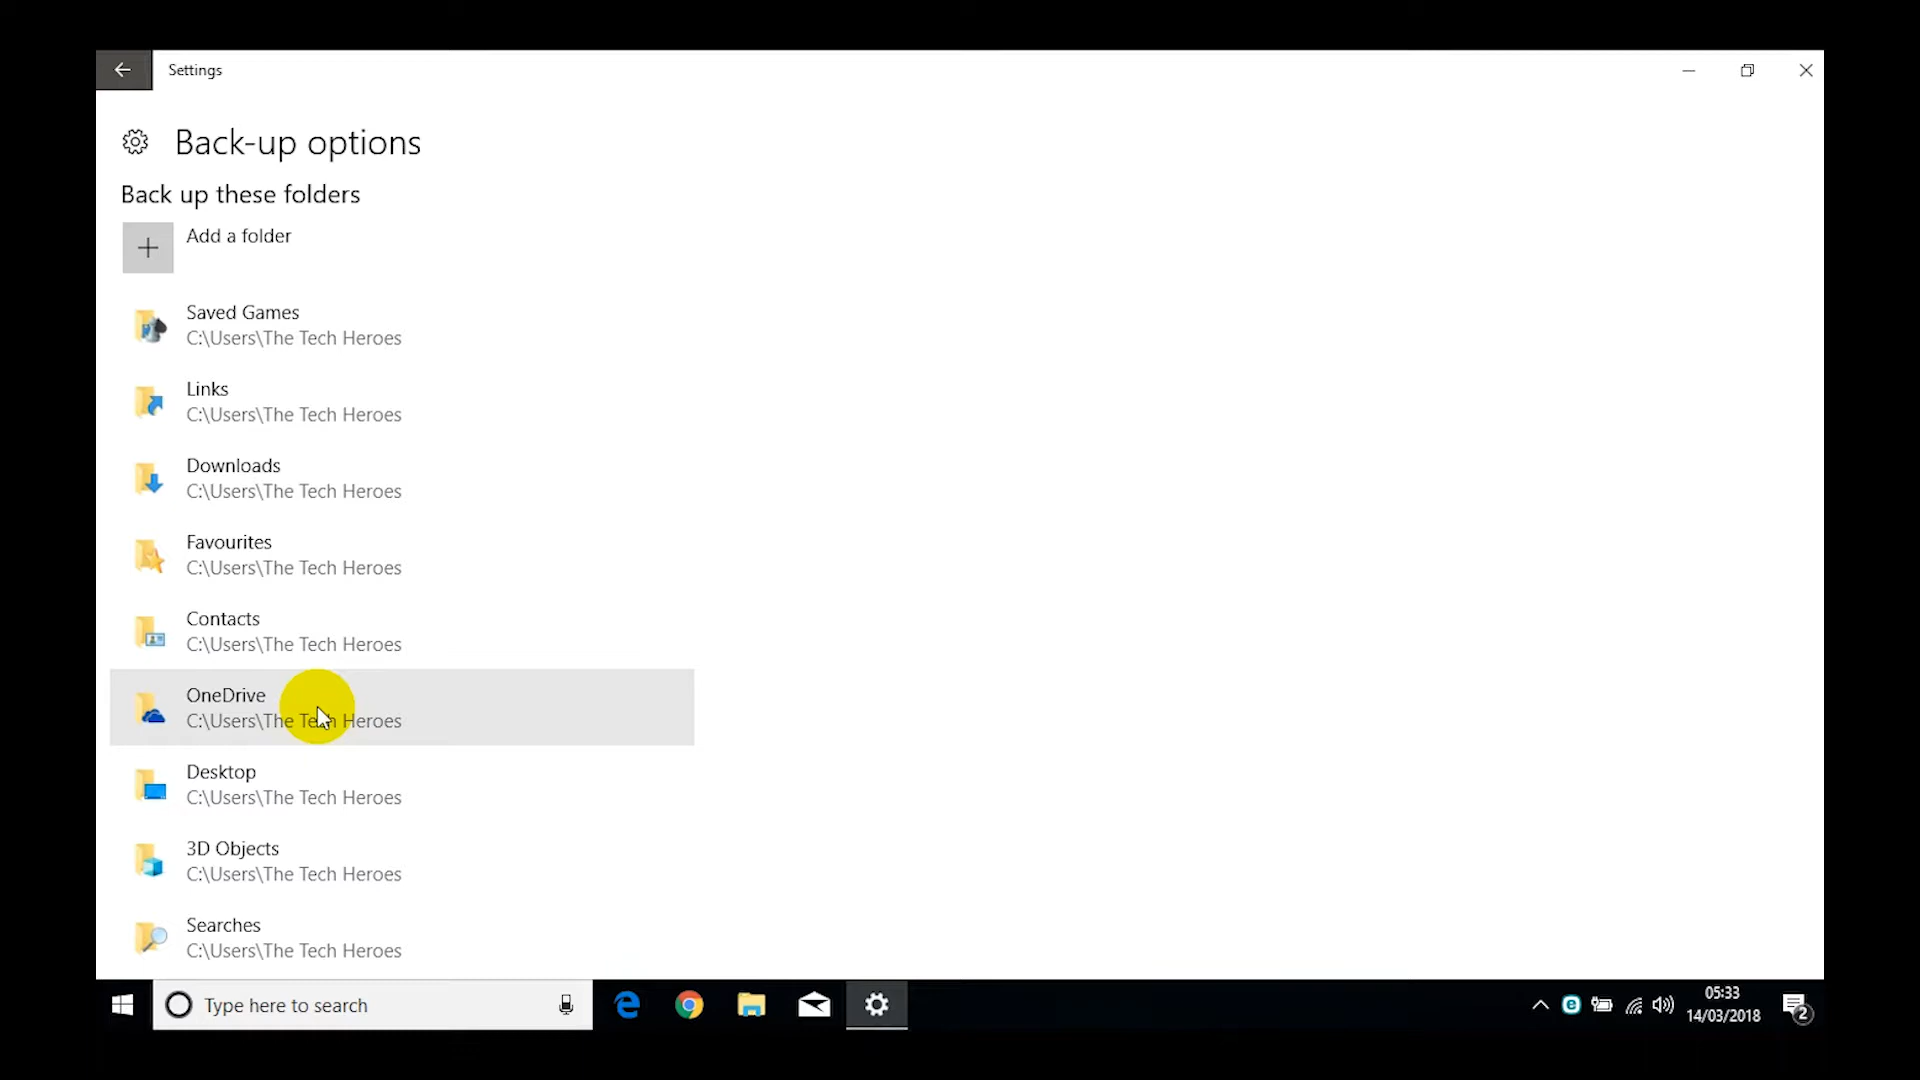 Settings
Back-up options
Back up these folders
Add a folder
Saved Games
C:\Users\The Tech Heroes
Links
C:\Users\The Tech Heroes
Downloads
C:\Users\The Tech Heroes
Favourites
C:\Users\The Tech Heroes
Contacts
C:\Users\The Tech Heroes
OneDrive
C:\Users\The Tech Heroes
Desktop
C:\Users\The Tech Heroes
3D Objects
C:\Users\The Tech Heroes
Searches
C:\Users\The Tech Heroes
Type here to search
05:33
14/03/2018
2